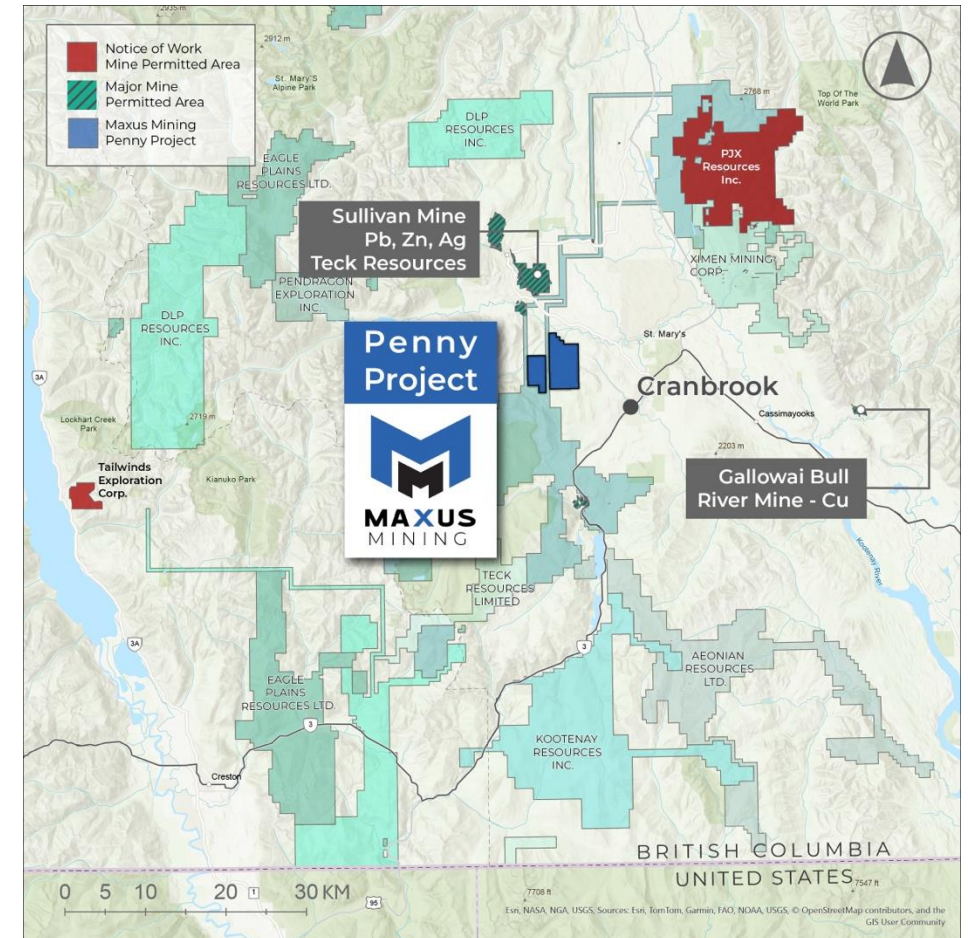 2935 m
2912 m
Notice of Work
Mine Permitted Area
Major Mine
Permitted Area
Maxus Mining
Penny Project
St. Mary'S
Alpine Park
2768 m
Top Of The
World Park
DLP
RESOURCES
INC.
EAGLE
PLAINS
RESOURCES LTD.
PJX
Resources
Inc.
Sullivan Mine
Pb, Zn, Ag
Teck Resources
XIMEN MINING
CORP
PENDRAGON
EXPLORATION
INC.
DLP
RESOURCES
INC.
St. Mary's
Penny
Project
MAXUS
MINING
3A
Cranbrook
Cassimayooks
Lockhart Creek
Park
2719 m
2203 m
Tailwinds
Exploration
Corp.
Kianuko Park
Gallowai Bull
River Mine - Cu
Kootenay River
TECK
RESOURCES
LIMITED
3A
3
AEONIAN
RESOURCES
LTD.
EAGLE
PLAINS
RESOURCES LTD.
3
KOOTENAY
RESOURCES
INC.
Creston
BRITISH COLUMBIA
UNITED STATES
7547 ft
7708 ft
0 5 10 20 30 KM
1
95
Esri, NASA, NGA, USGS, Sources: Esri, TomTom, Garmin, FAO, NOAA, USGS, © OpenStreetMap contributors, and the
GIS User Community